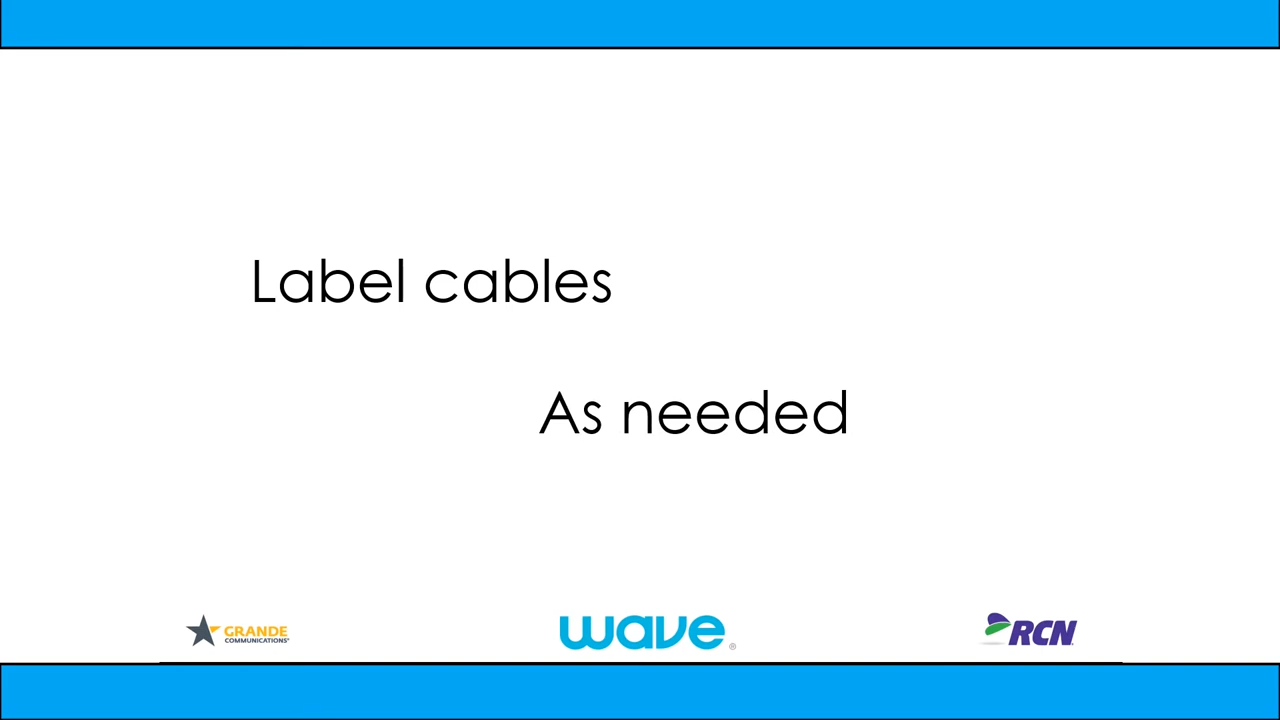 Label cables
As needed
GRANDE
COMMUNICATIONS®
wave®
RCN